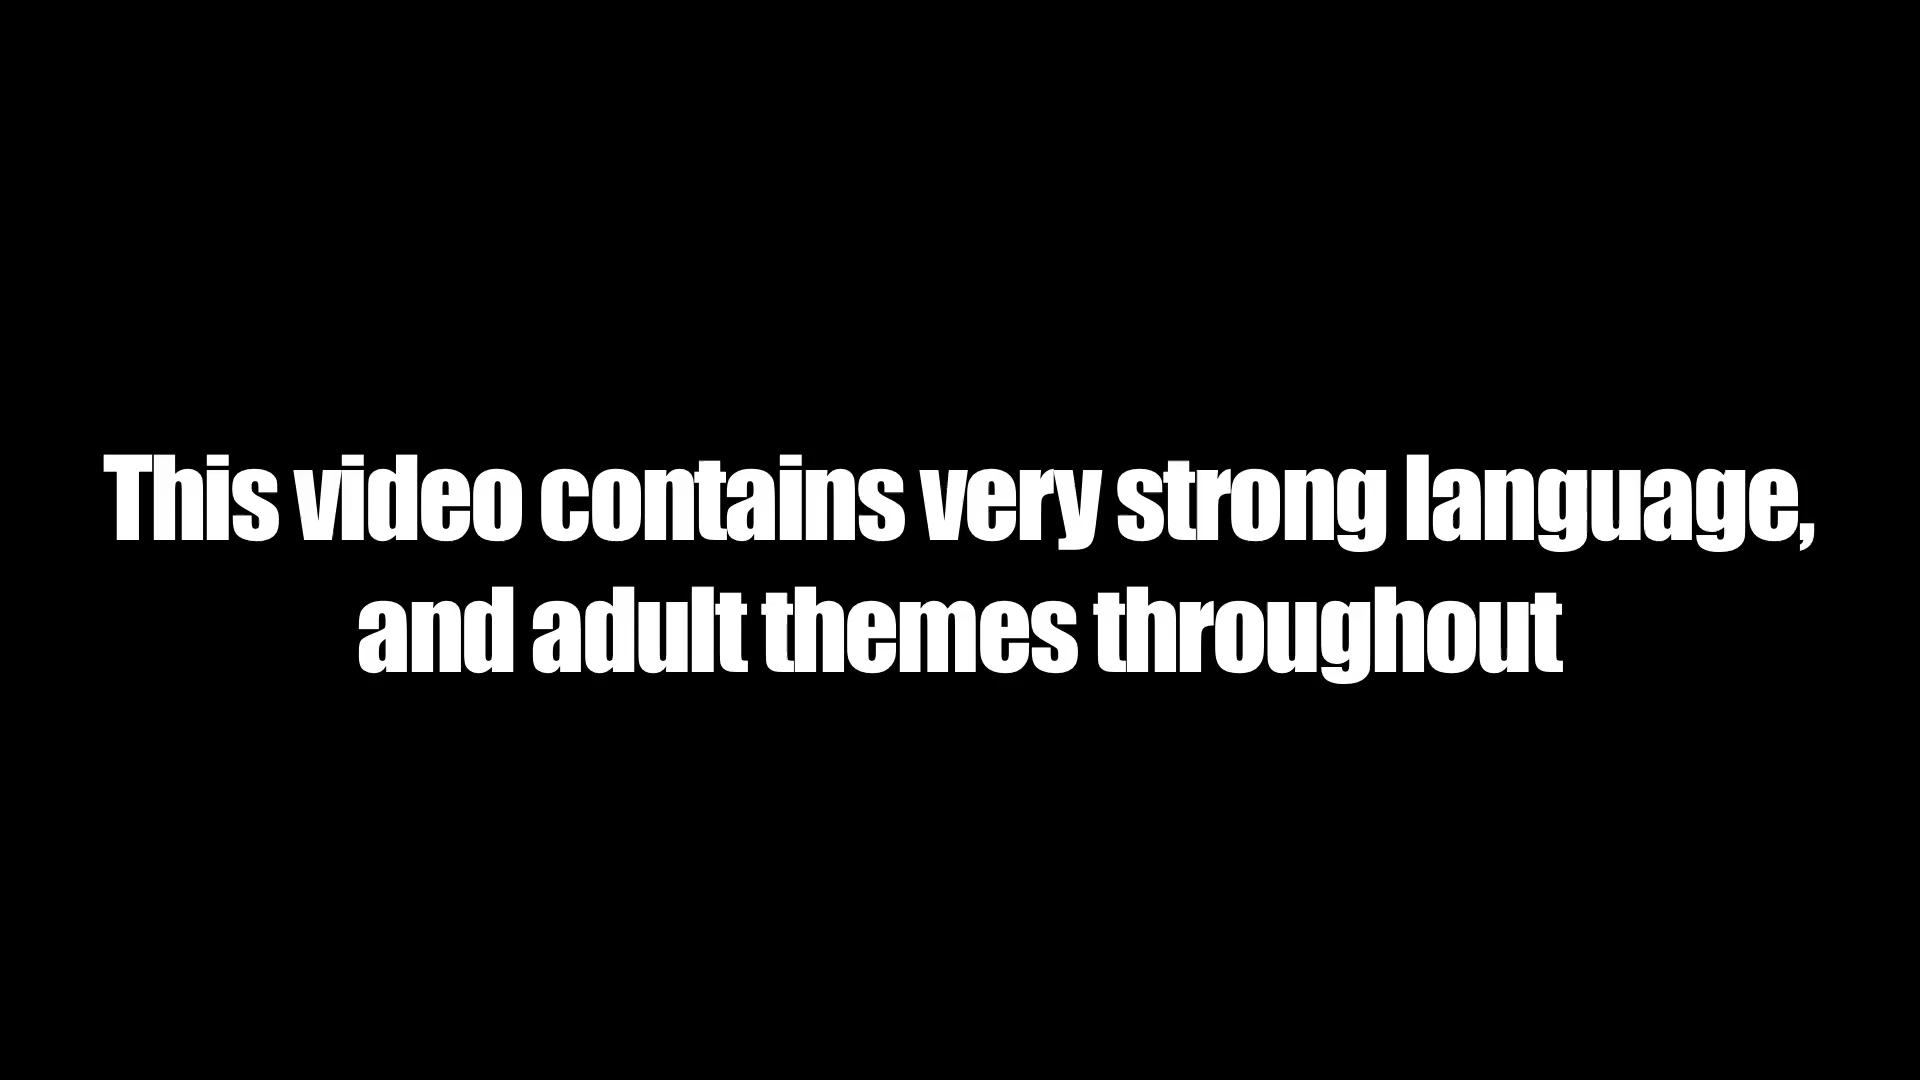 This video contains very strong language,
and adult themes throughout